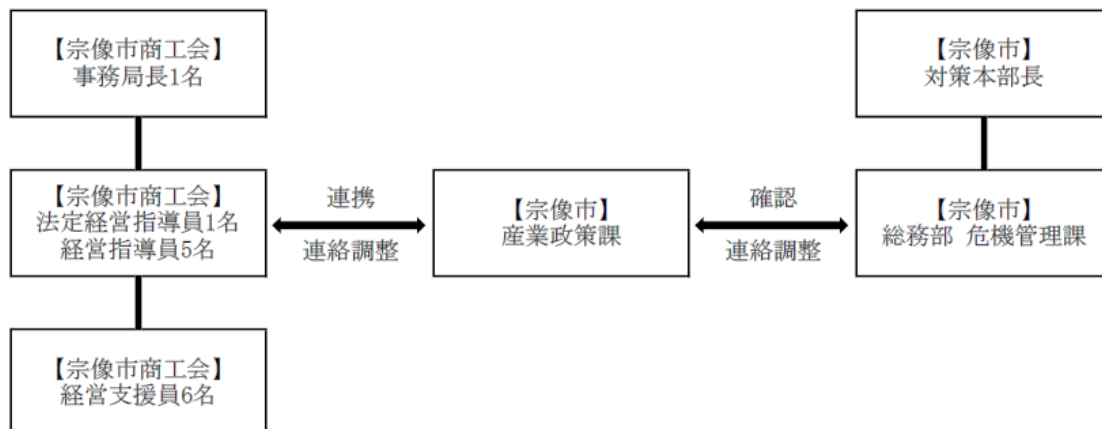 【宗像市商工会】
事務局長1名
【宗像市】
対策本部長
【宗像市商工会】
法定経営指導員1名
経営指導員5名
連携
連絡調整
【宗像市】
産業政策課
確認
連絡調整
【宗像市】
総務部 危機管理課
【宗像市商工会】
経営支援員6名